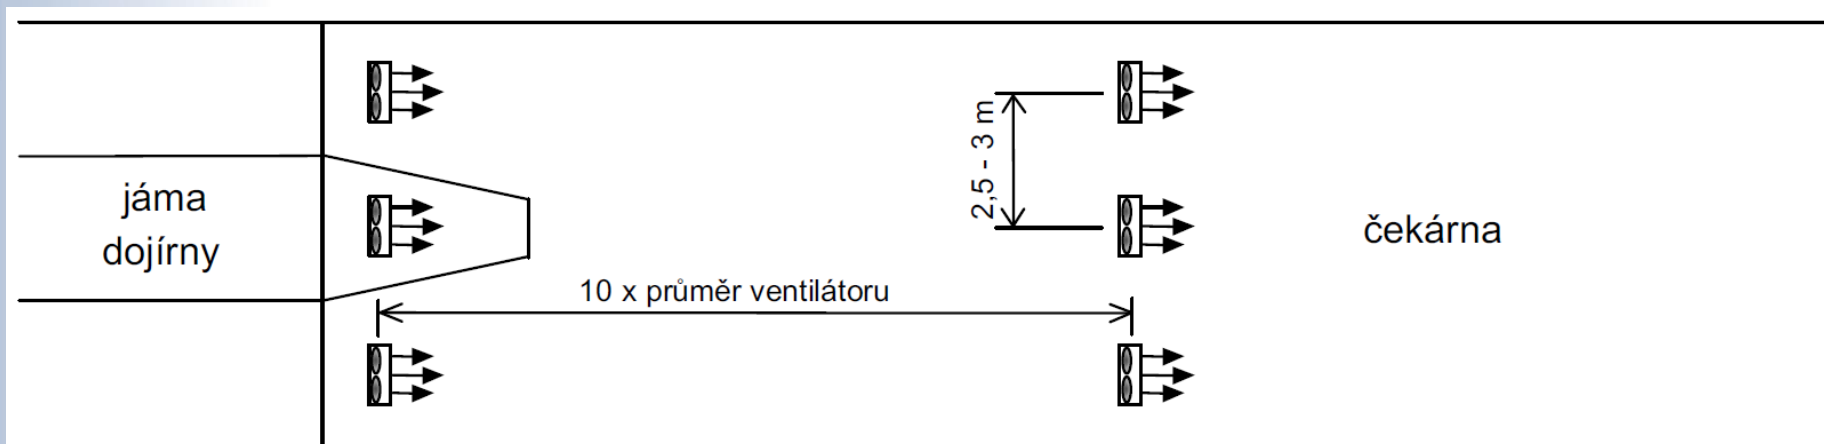 jáma
dojírny
10 x průměr ventilátoru
2,5 - 3 m
čekárna